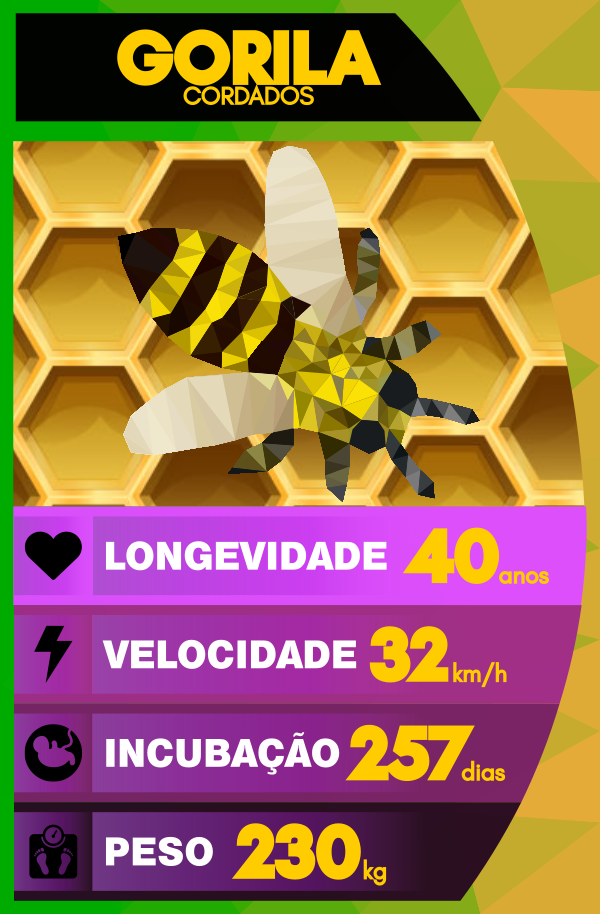 GORILA
CORDADOS
LONGEVIDADE 40 anos
VELOCIDADE 32 km/h
INCUBAÇÃO 257 dias
PESO 230 kg